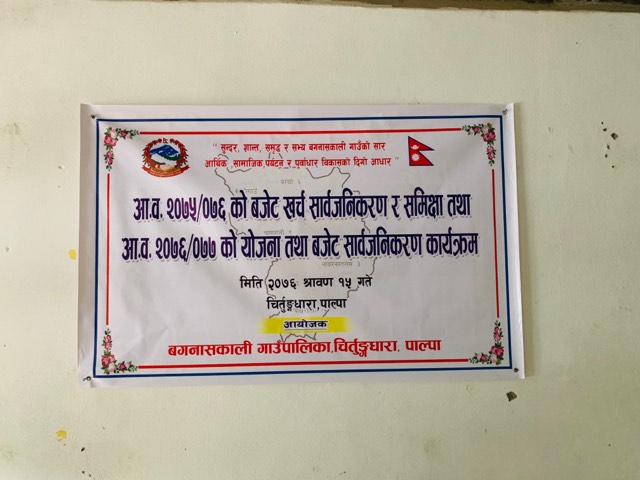 " सुन्दर, शान्त, समृद्ध र सभ्य बगनासकाली गाउँको सार
आर्थिक, सामाजिक,पर्यटन र पूर्वाधार विकासको दिगो आधार "
आ.व. २०७५/०७६ को बजेट खर्च सार्वजनिकरण र समिक्षा तथा
आ.व. २०७६/०७७ को योजना तथा बजेट सार्वजनिकरण कार्यक्रम
मिति २०७६ श्रावण १५ गते
चिर्तुङ्गधारा,पाल्पा
आयोजक
बगनासकाली गाउँपालिका,चिर्तुङ्गधारा, पाल्पा